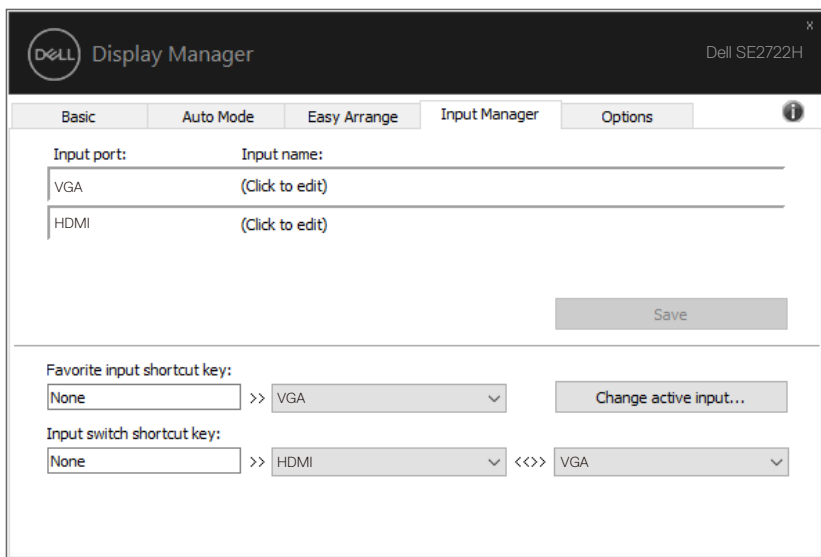 x
DELL Display Manager Dell SE2722H
Basic Auto Mode Easy Arrange Input Manager Options i
Input port: Input name:
VGA (Click to edit)
HDMI (Click to edit)
Save
Favorite input shortcut key:
None >> VGA Change active input...
Input switch shortcut key:
None >> HDMI <<>> VGA